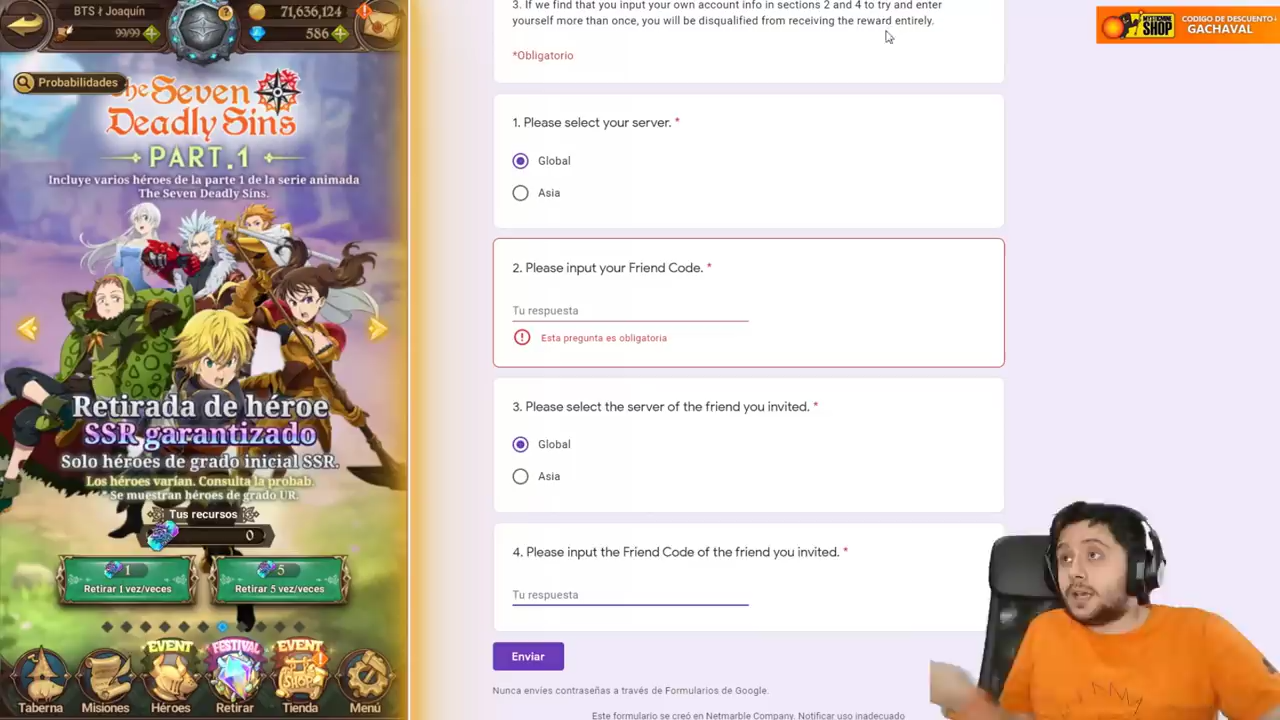 BTS ł Joaquín
99/99
71,636,124
586
Probabilidades
The Seven
Deadly Sins
PART.1
Incluye varios héroes de la parte 1 de la serie animada
The Seven Deadly Sins.
Retirada de héroe
SSR garantizado
Solo héroes de grado inicial SSR.
Los héroes varían. Consulta la probab.
* Se muestran héroes de grado UR.
Tus recursos
0
1
Retirar 1 vez/veces
5
Retirar 5 vez/veces
EVENT
FESTIVAL
EVENT
SHOP
Taberna
Misiones
Héroes
Retirar
Tienda
Menú
3. If we find that you input your own account info in sections 2 and 4 to try and enter
yourself more than once, you will be disqualified from receiving the reward entirely.
*Obligatorio
1. Please select your server. *
Global
Asia
2. Please input your Friend Code. *
Tu respuesta
Esta pregunta es obligatoria
3. Please select the server of the friend you invited. *
Global
Asia
4. Please input the Friend Code of the friend you invited. *
Tu respuesta
Enviar
Nunca envíes contraseñas a través de Formularios de Google.
Este formulario se creó en Netmarble Company. Notificar uso inadecuado
SHOP
CODIGO DE DESCUENTO
GACHAVAL